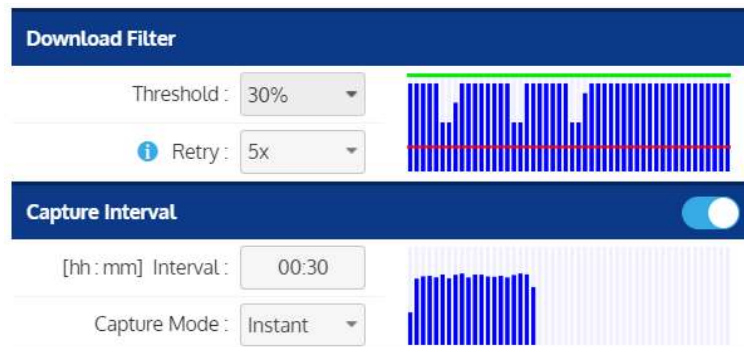 Download Filter
Threshold : 30%
i Retry : 5x
Capture Interval
[hh : mm] Interval : 00:30
Capture Mode : Instant